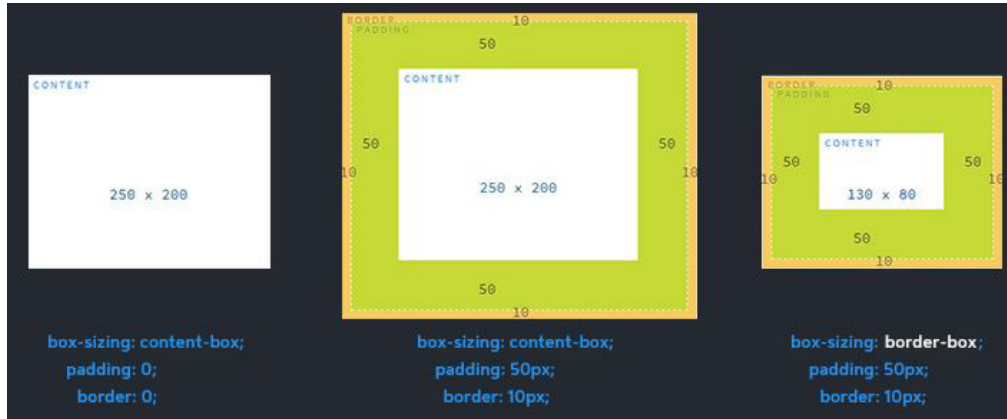 CONTENT
250 x 200
box-sizing: content-box;
padding: 0;
border: 0;
BORDER
10
PADDING
50
CONTENT
50
50
10
10
250 x 200
50
10
box-sizing: content-box;
padding: 50px;
border: 10px;
BORDER
10
PADDING
50
CONTENT
50
50
10
10
130 x 80
50
10
box-sizing: border-box;
padding: 50px;
border: 10px;